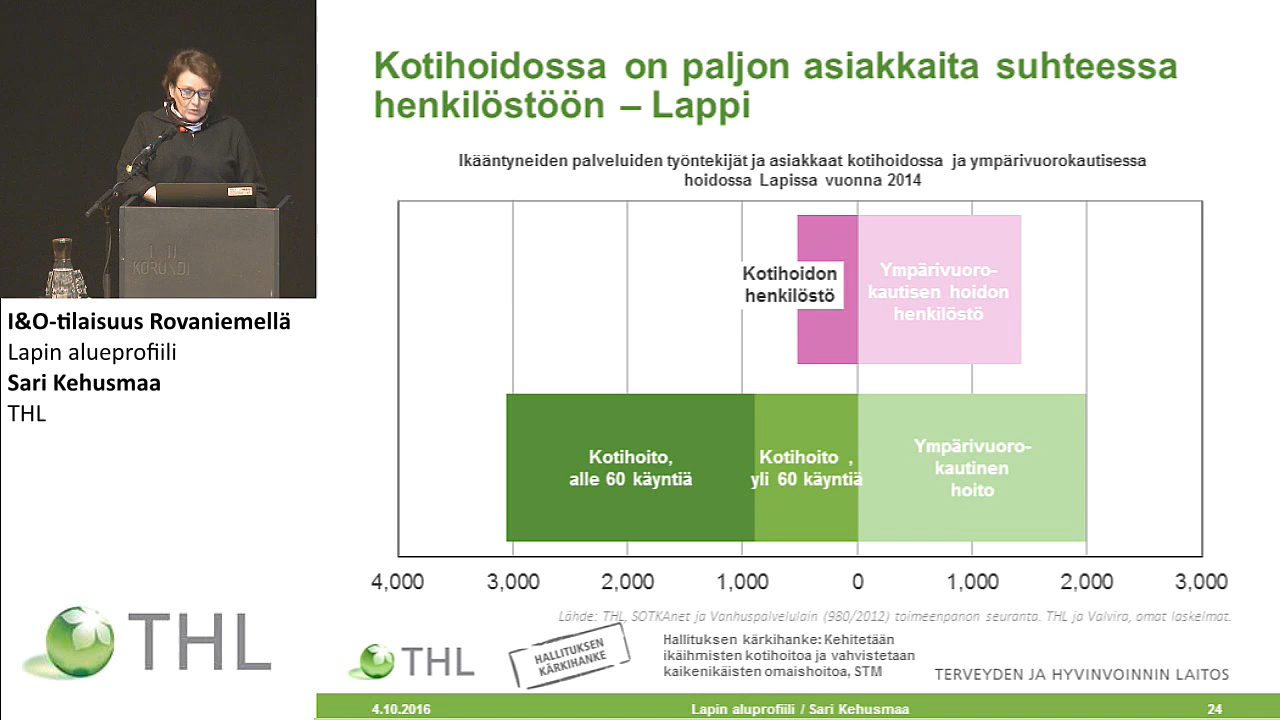 Kotihoidossa on paljon asiakkaita suhteessa
henkilöstöön – Lappi
Ikääntyneiden palveluiden työntekijät ja asiakkaat kotihoidossa ja ympärivuorokautisessa
hoidossa Lapissa vuonna 2014
Kotihoidon
henkilöstö
Ympärivuoro-
kautisen hoidon
henkilöstö
Kotihoito,
alle 60 käyntiä
Kotihoito ,
yli 60 käyntiä
Ympärivuoro-
kautinen
hoito
4,000 3,000 2,000 1,000 0 1,000 2,000 3,000
Lähde: THL, SOTKAnet ja Vanhuspalvelulain (980/2012) toimeenpanon seuranta. THL ja Valvira, omat laskelmat.
THL
HALLITUKSEN
KÄRKIHANKE
Hallituksen kärkihanke: Kehitetään
ikäihmisten kotihoitoa ja vahvistetaan
kaikenikäisten omaishoitoa, STM
TERVEYDEN JA HYVINVOINNIN LAITOS
4.10.2016 Lapin aluprofiili / Sari Kehusmaa 24
KORUNDI
I&O-tilaisuus Rovaniemellä
Lapin alueprofiili
Sari Kehusmaa
THL
THL